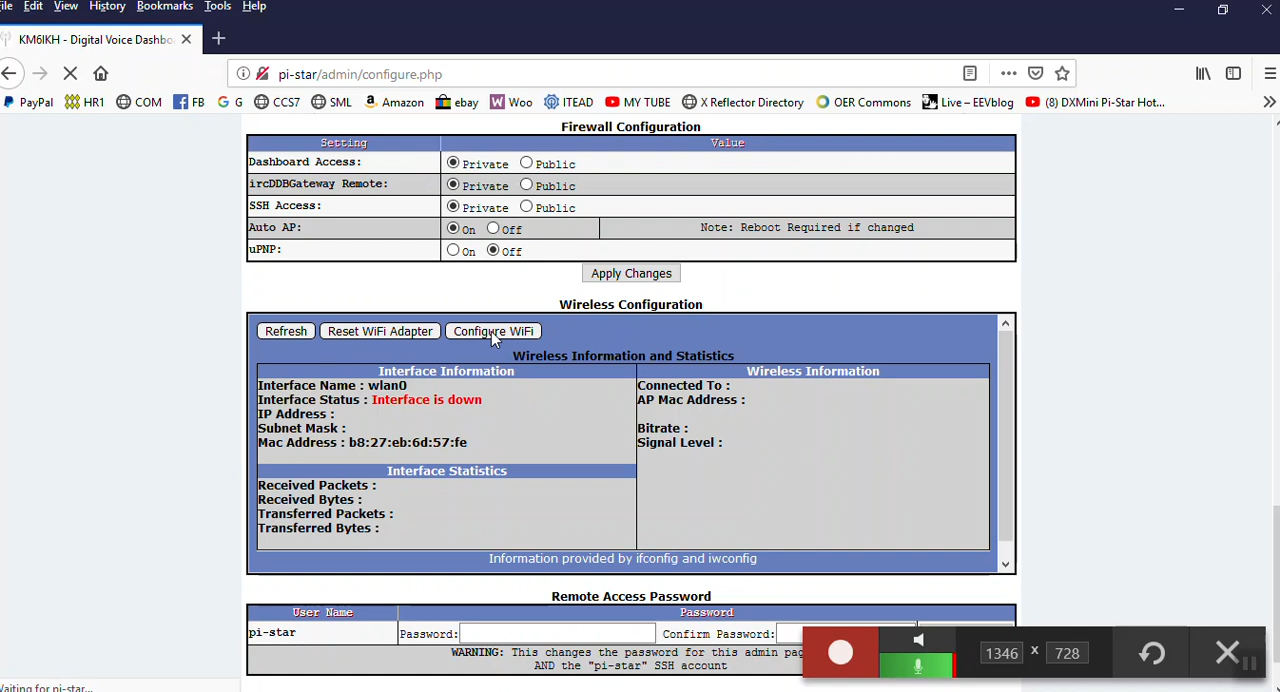 ile Edit View History Bookmarks Tools Help
KM6IKH - Digital Voice Dashbo
pi-star/admin/configure.php
PayPal HR1 COM FB G CCS7 SML Amazon ebay Woo ITEAD MY TUBE X Reflector Directory OER Commons Live – EEVblog (8) DXMini Pi-Star Hot...
Firewall Configuration
Setting Value
Dashboard Access: Private Public
ircDDBGateway Remote: Private Public
SSH Access: Private Public
Auto AP: On Off Note: Reboot Required if changed
uPNP: On Off
Apply Changes
Wireless Configuration
Refresh Reset WiFi Adapter Configure WiFi
Wireless Information and Statistics
Interface Information Wireless Information
Interface Name : wlan0 Connected To :
Interface Status : Interface is down AP Mac Address :
IP Address :
Subnet Mask : Bitrate :
Mac Address : b8:27:eb:6d:57:fe Signal Level :
Interface Statistics
Received Packets :
Received Bytes :
Transferred Packets :
Transferred Bytes :
Information provided by ifconfig and iwconfig
Remote Access Password
User Name Password
pi-star Password: Confirm Password:
WARNING: This changes the password for this admin pag
AND the "pi-star" SSH account
1346 x 728
Waiting for pi-star...